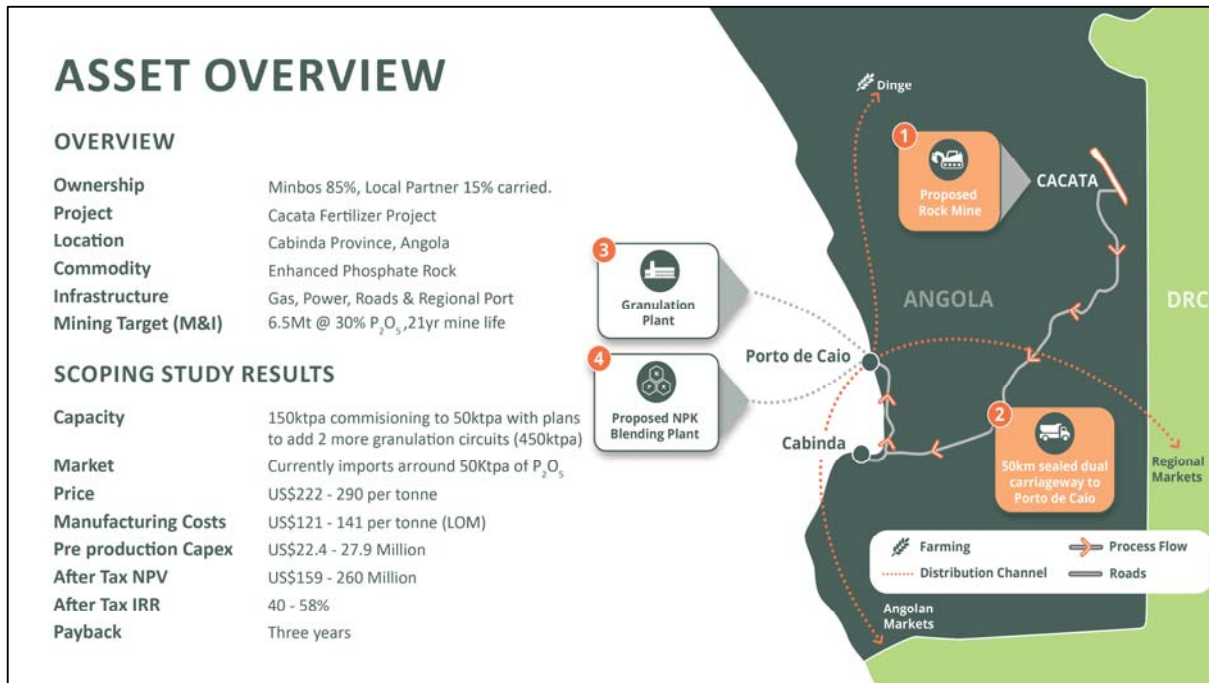 ASSET OVERVIEW
OVERVIEW
Ownership Minbos 85%, Local Partner 15% carried.
Project Cacata Fertilizer Project
Location Cabinda Province, Angola
Commodity Enhanced Phosphate Rock
Infrastructure Gas, Power, Roads & Regional Port
Mining Target (M&I) 6.5Mt @ 30% P₂O₅,21yr mine life
SCOPING STUDY RESULTS
Capacity 150ktpa commisioning to 50ktpa with plans
to add 2 more granulation circuits (450ktpa)
Market Currently imports arround 50Ktpa of P₂O₅
Price US$222 - 290 per tonne
Manufacturing Costs US$121 - 141 per tonne (LOM)
Pre production Capex US$22.4 - 27.9 Million
After Tax NPV US$159 - 260 Million
After Tax IRR 40 - 58%
Payback Three years
Dinge
1
Proposed
Rock Mine
CACATA
3
Granulation
Plant
ANGOLA
DRC
4
N
P K
Proposed NPK
Blending Plant
Porto de Caio
Cabinda
2
50km sealed dual
carriageway to
Porto de Caio
Regional
Markets
Farming
Process Flow
Distribution Channel
Roads
Angolan
Markets